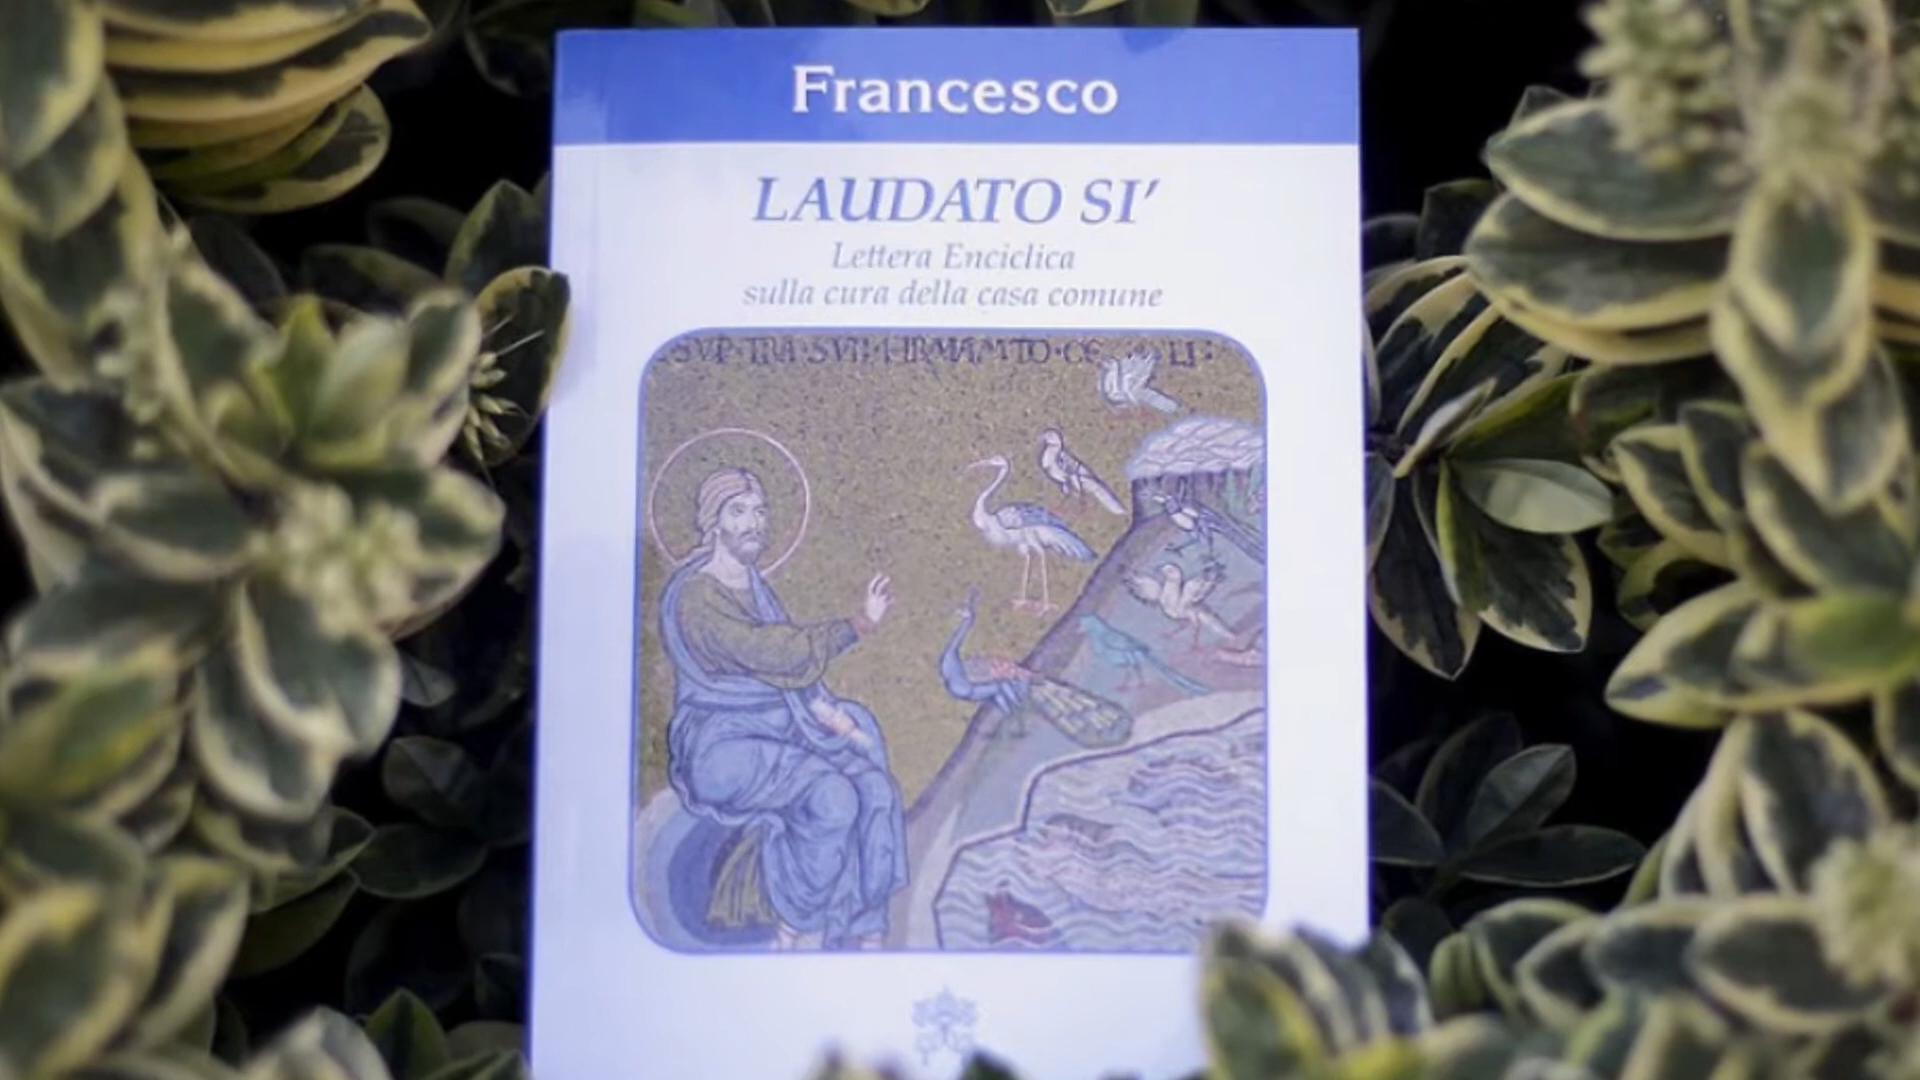 Francesco
LAUDATO SI'
Lettera Enciclica
sulla cura della casa comune